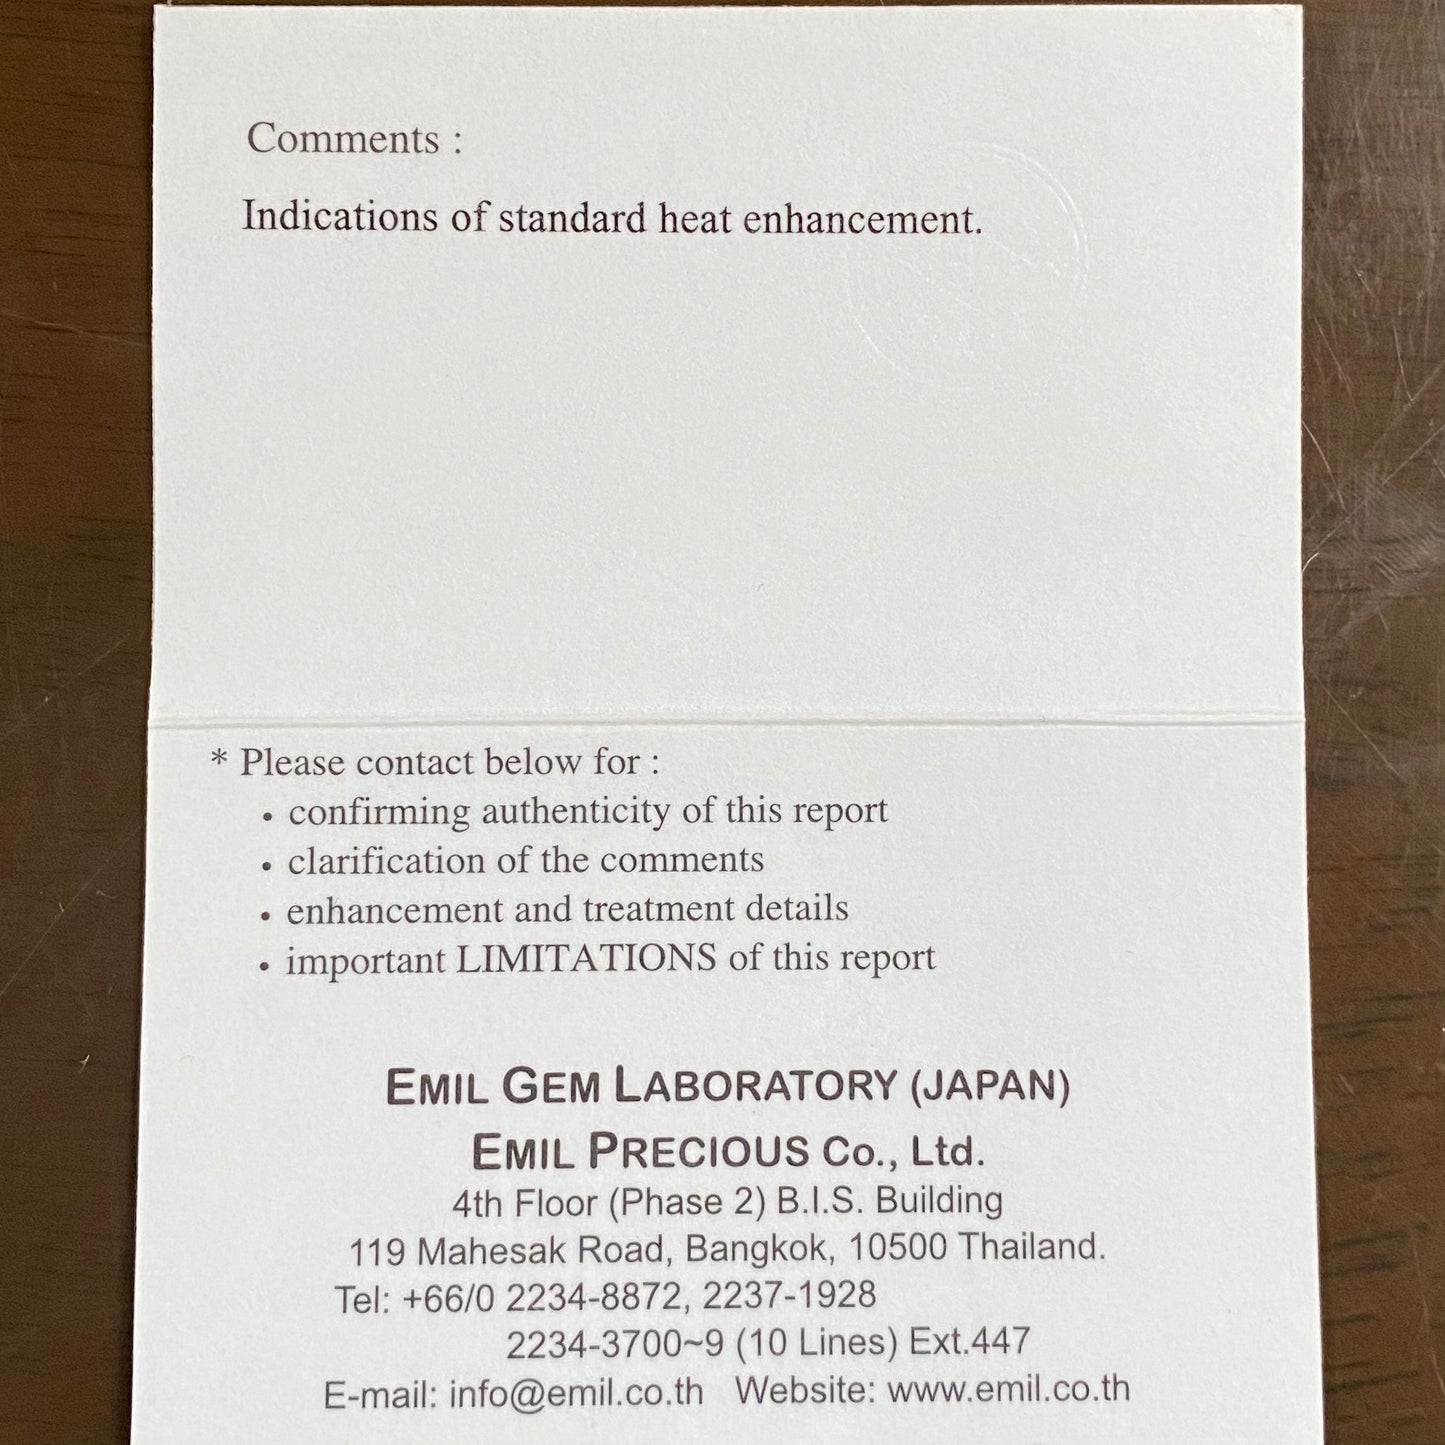 Comments :
Indications of standard heat enhancement.
* Please contact below for :
• confirming authenticity of this report
• clarification of the comments
• enhancement and treatment details
• important LIMITATIONS of this report
EMIL GEM LABORATORY (JAPAN)
EMIL PRECIOUS Co., Ltd.
4th Floor (Phase 2) B.I.S. Building
119 Mahesak Road, Bangkok, 10500 Thailand.
Tel: +66/0 2234-8872, 2237-1928
2234-3700~9 (10 Lines) Ext.447
E-mail: info@emil.co.th Website: www.emil.co.th